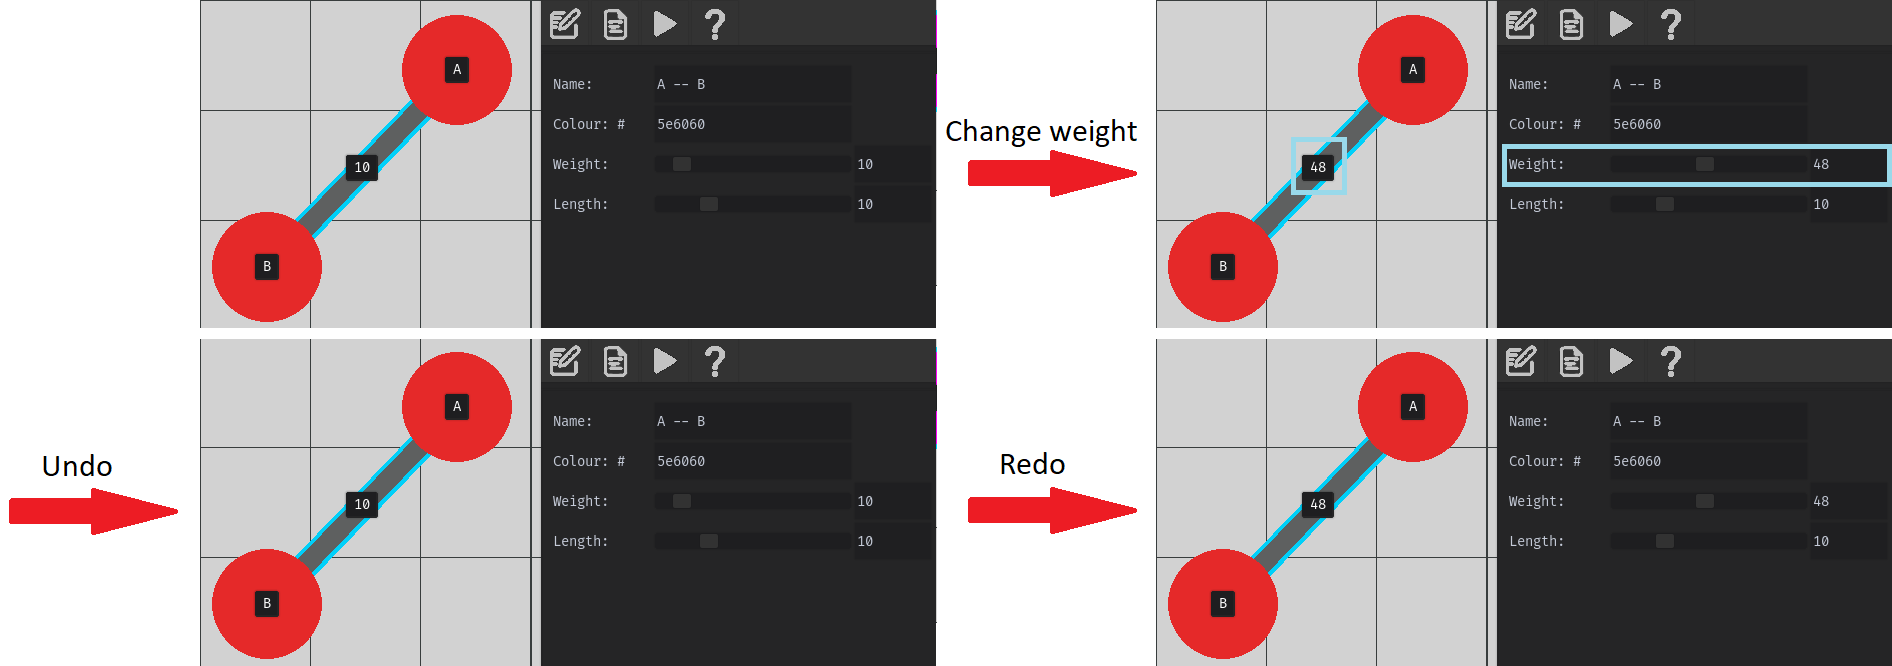 A
10
B
Name: A -- B
Colour: # 5e6060
Weight: 10
Length: 10
Change weight
A
48
B
Name: A -- B
Colour: # 5e6060
Weight: 48
Length: 10
Undo
A
10
B
Name: A -- B
Colour: # 5e6060
Weight: 10
Length: 10
Redo
A
48
B
Name: A -- B
Colour: # 5e6060
Weight: 48
Length: 10